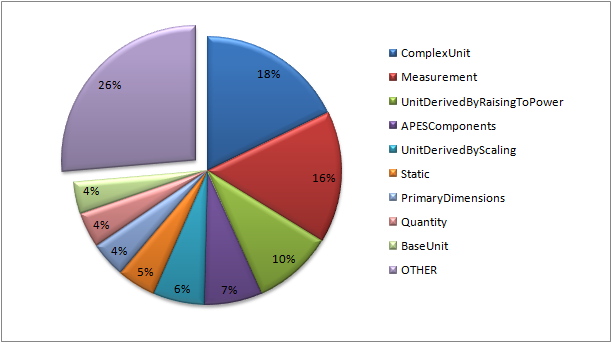 18%
16%
10%
7%
6%
5%
4%
4%
4%
26%
ComplexUnit
Measurement
UnitDerivedByRaisingToPower
APESComponents
UnitDerivedByScaling
Static
PrimaryDimensions
Quantity
BaseUnit
OTHER